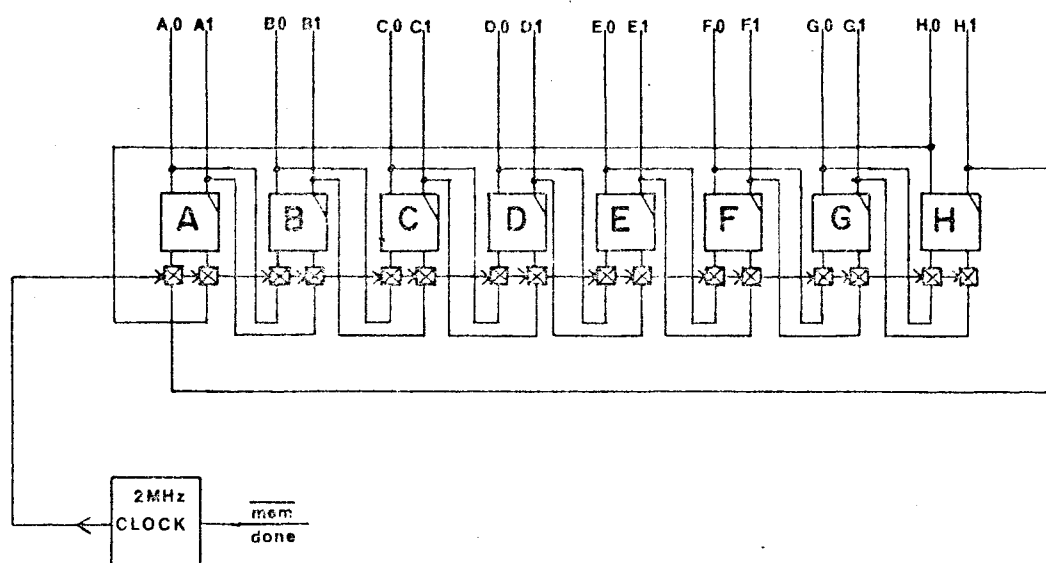 A0 A1 B0 B1 C0 C1 D0 D1 E0 E1 F0 F1 G0 G1 H0 H1
A B C D E F G H
2MHz
CLOCK
mem
done